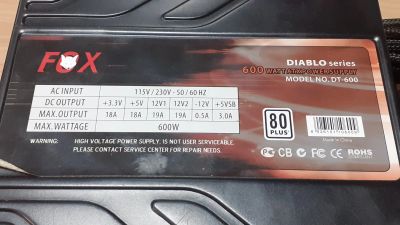 FOX
DIABLO series
600 WATT ATX POWER SUPPLY
MODEL NO. DT-600
AC INPUT 115V / 230V - 50 / 60 HZ
DC OUTPUT +3.3V +5V 12V1 12V2 -12V +5VSB
MAX.OUTPUT 18A 18A 19A 19A 0.5A 3.0A
MAX.WATTAGE 600W
WARNING: HIGH VOLTAGE POWER SUPPLY. IS NOT USER SERVICEABLE
PLEASE CONTACT SERVICE CENTER FOR REPAIR NEEDS.
80
PLUS
Made in China
FC CB N CE ROHS